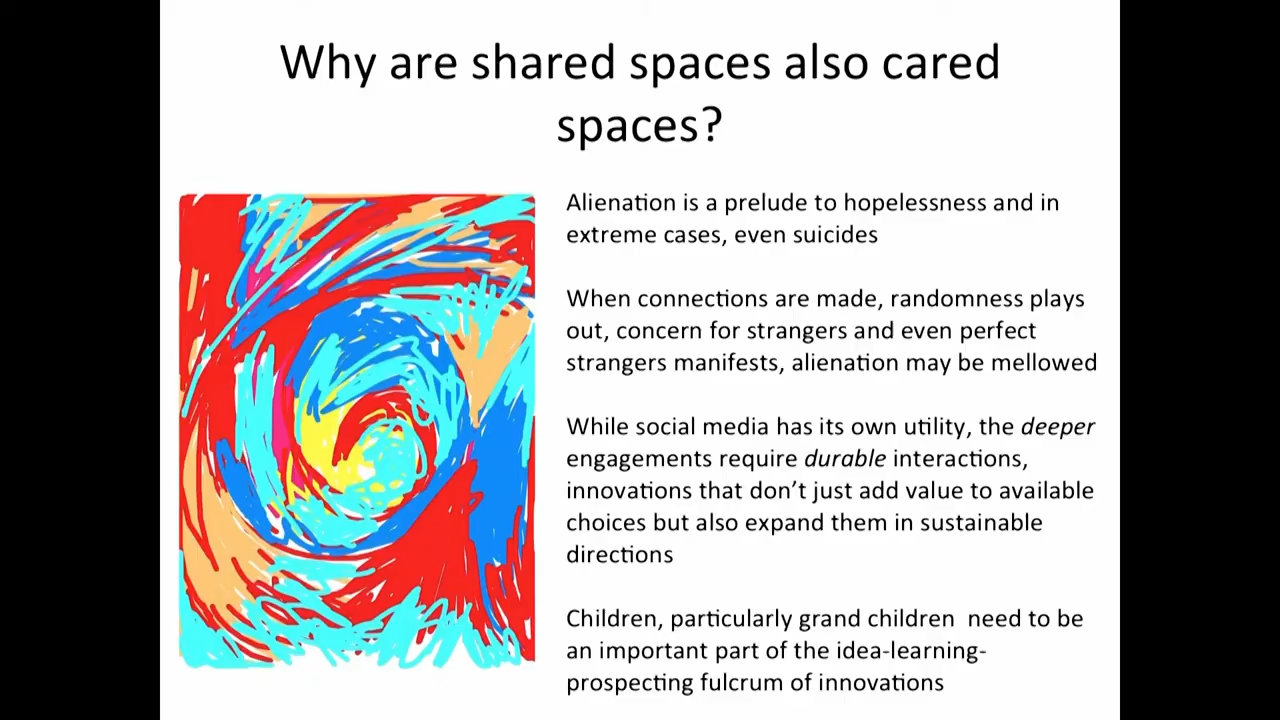 Why are shared spaces also cared
spaces?
Alienation is a prelude to hopelessness and in
extreme cases, even suicides
When connections are made, randomness plays
out, concern for strangers and even perfect
strangers manifests, alienation may be mellowed
While social media has its own utility, the deeper
engagements require durable interactions,
innovations that don’t just add value to available
choices but also expand them in sustainable
directions
Children, particularly grand children  need to be
an important part of the idea-learning-
prospecting fulcrum of innovations